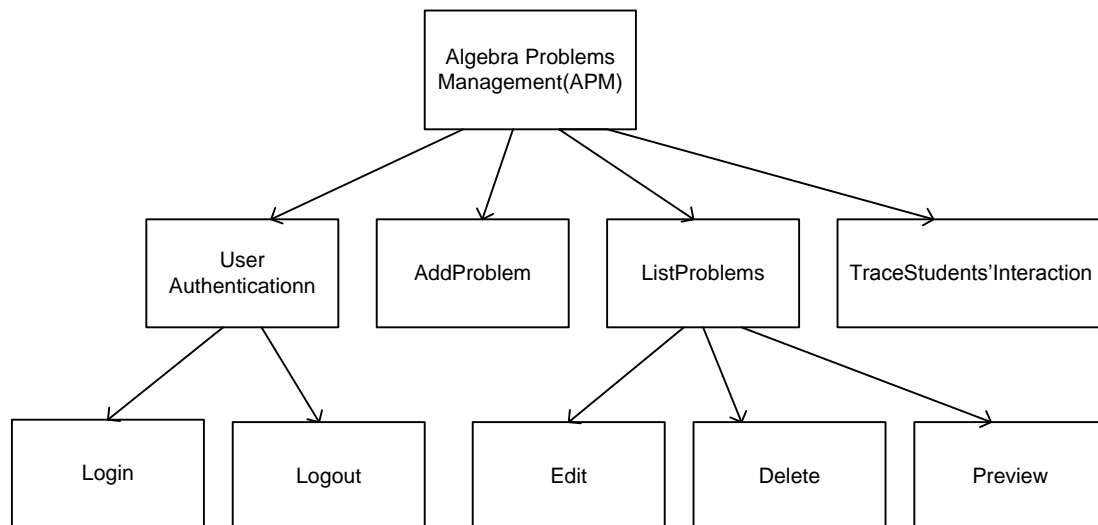 Algebra Problems
Management(APM)
User
Authenticationn
AddProblem
ListProblems
TraceStudents’Interaction
Login
Logout
Edit
Delete
Preview